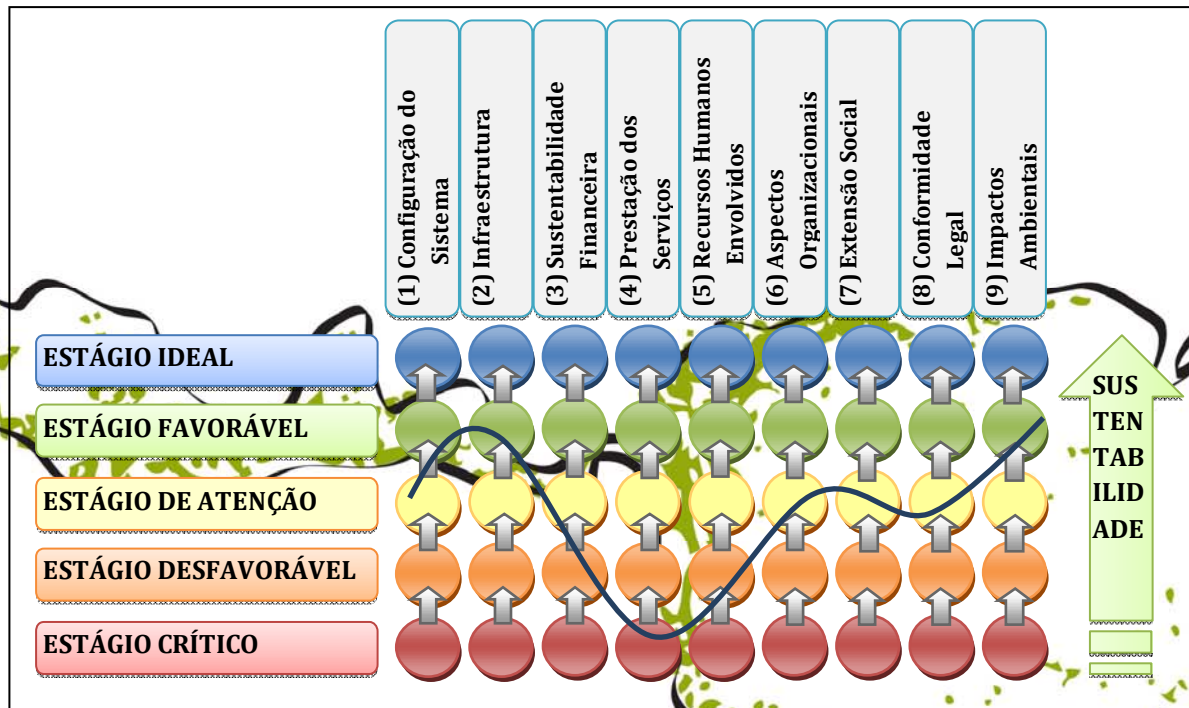 (1) Configuração do
Sistema
(2) Infraestrutura
(3) Sustentabilidade
Financeira
(4) Prestação dos
Serviços
(5) Recursos Humanos
Envolvidos
(6) Aspectos
Organizacionais
(7) Extensão Social
(8) Conformidade
Legal
(9) Impactos
Ambientais
ESTÁGIO IDEAL
ESTÁGIO FAVORÁVEL
ESTÁGIO DE ATENÇÃO
ESTÁGIO DESFAVORÁVEL
ESTÁGIO CRÍTICO
SUS
TEN
TAB
ILID
ADE